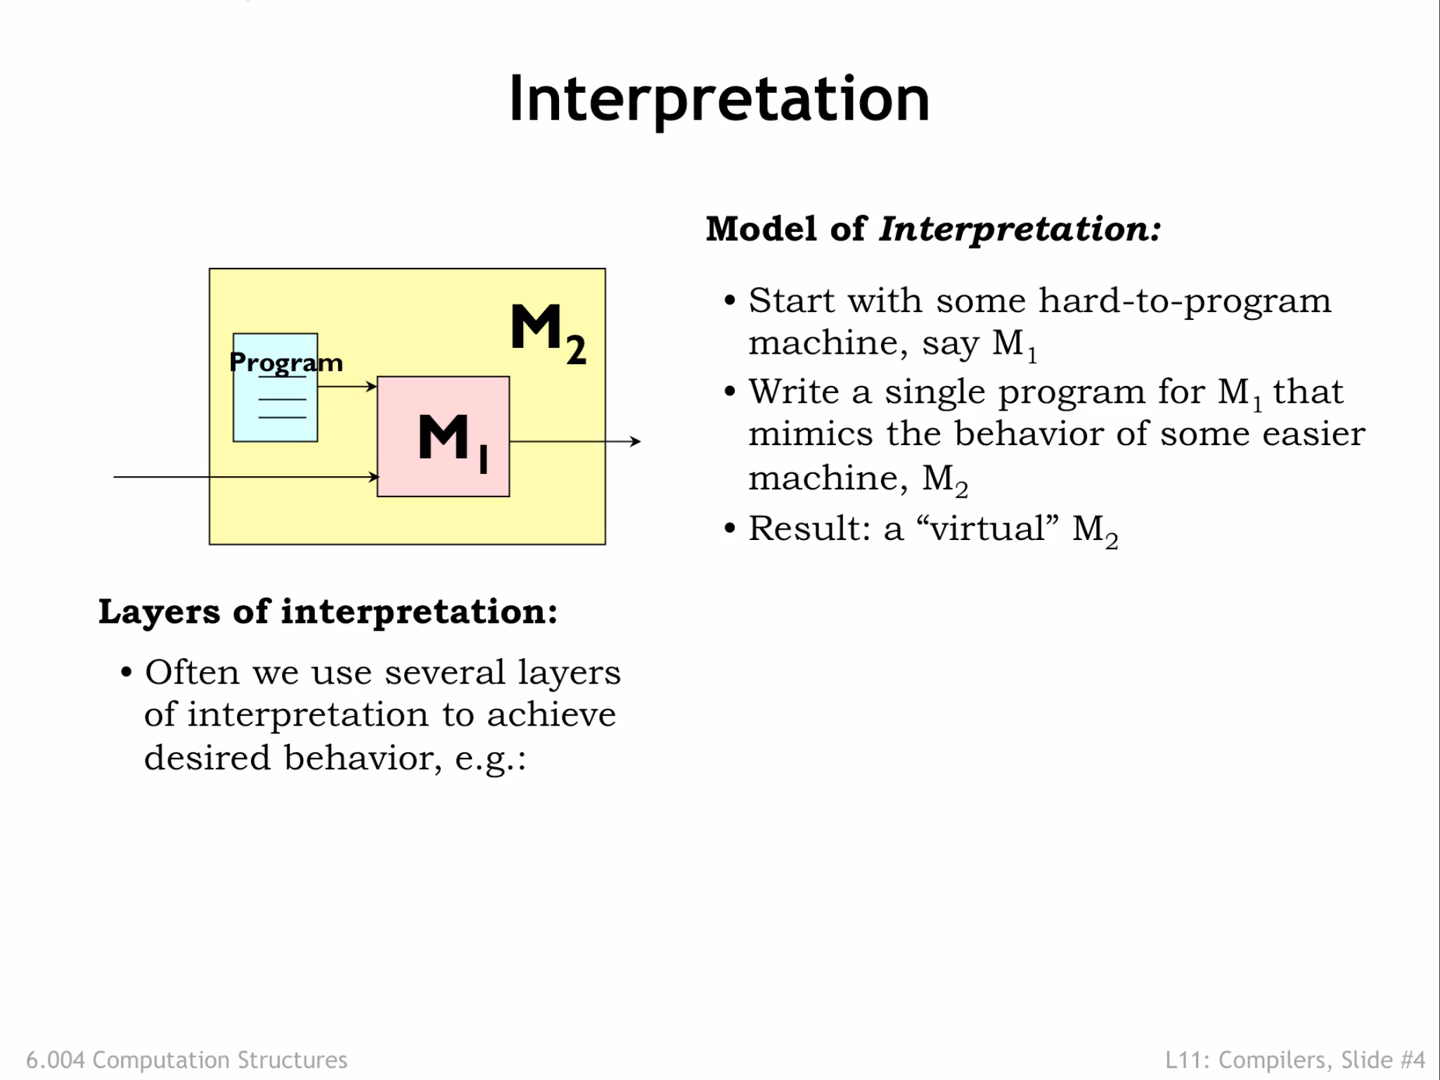 Interpretation
Model of Interpretation:
• Start with some hard-to-program
machine, say M₁
• Write a single program for M₁ that
mimics the behavior of some easier
machine, M₂
• Result: a “virtual” M₂
M₂
Program
M₁
Layers of interpretation:
• Often we use several layers
of interpretation to achieve
desired behavior, e.g.:
6.004 Computation Structures
L11: Compilers, Slide #4